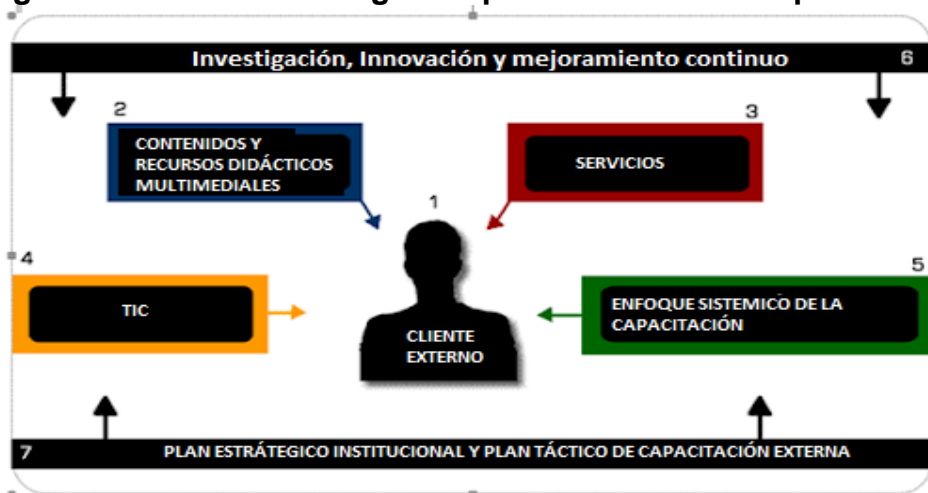 Investigación, Innovación y mejoramiento continuo 6
2
CONTENIDOS Y
RECURSOS DIDÁCTICOS
MULTIMEDIALES
3
SERVICIOS
1
CLIENTE
EXTERNO
4
TIC
5
ENFOQUE SISTEMICO DE LA
CAPACITACIÓN
7 PLAN ESTRÁTEGICO INSTITUCIONAL Y PLAN TÁCTICO DE CAPACITACIÓN EXTERNA